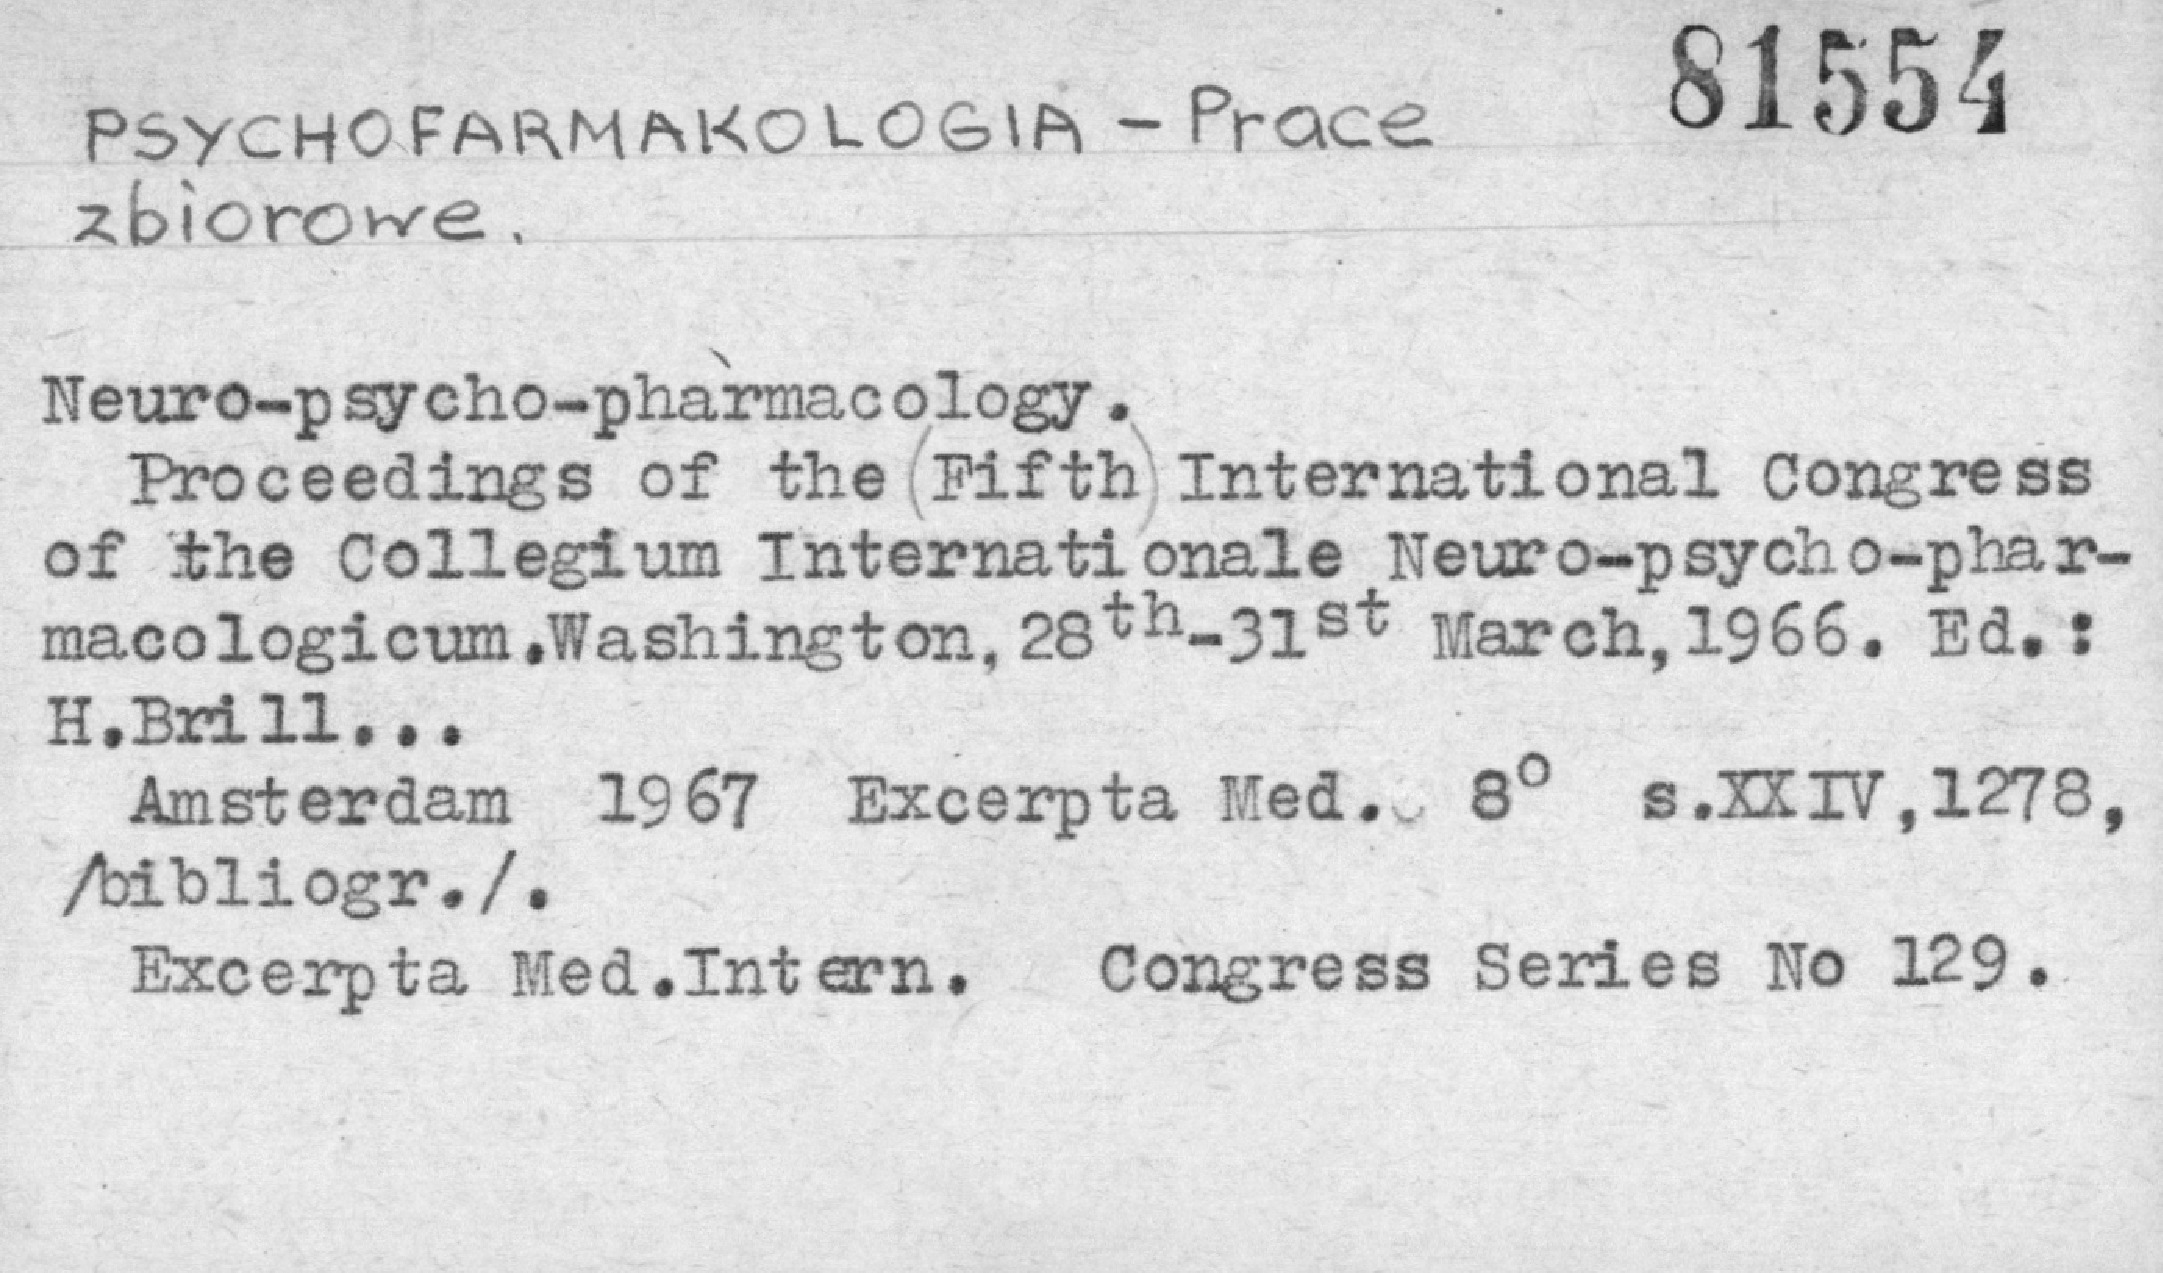 81554
PSYCHOFARMAKOLOGIA - Prace
zbiorowe.
Neuro-psycho-pharmacology.
Proceedings of the (Fifth) International Congress
of the Collegium Internationale Neuro-psycho-phar-
macologicum.Washington, 28th-31st March, 1966. Ed.:
H.Brill...
Amsterdam 1967 Excerpta Med. 8o s.XXIV,1278,
/bibliogr./.
Excerpta Med.Intern. Congress Series No 129.